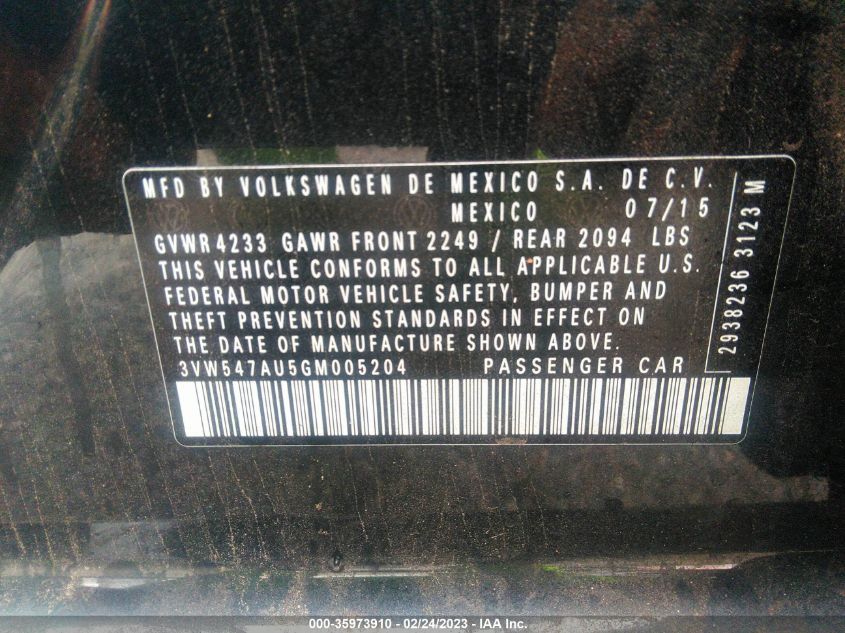 MFD BY VOLKSWAGEN DE MEXICO S.A. DE C.V.
MEXICO 07/15
GVWR 4233 GAWR FRONT 2249 / REAR 2094 LBS
THIS VEHICLE CONFORMS TO ALL APPLICABLE U.S.
FEDERAL MOTOR VEHICLE SAFETY, BUMPER AND
THEFT PREVENTION STANDARDS IN EFFECT ON
THE DATE OF MANUFACTURE SHOWN ABOVE.
3VW547AU5GM005204 PASSENGER CAR
2938236 3123 M
000-35973910 - 02/24/2023 - IAA Inc.